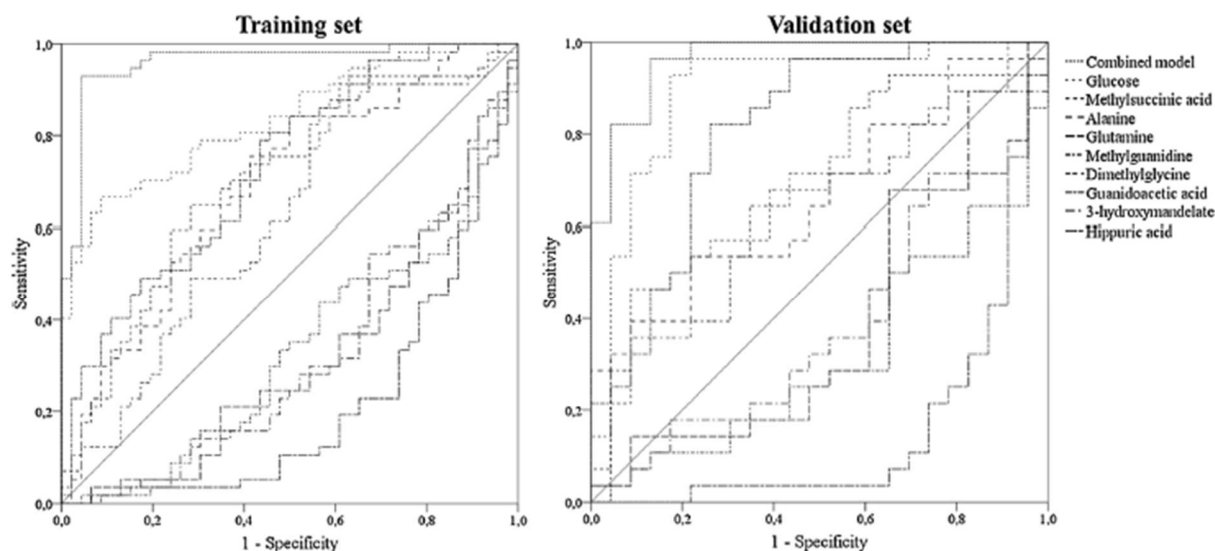 Training set
Validation set
1,0
0,8
0,6
0,4
0,2
0,0
Sensitivity
0,0 0,2 0,4 0,6 0,8 1,0
1 - Specificity
1,0
0,8
0,6
0,4
0,2
0,0
Sensitivity
0,0 0,2 0,4 0,6 0,8 1,0
1 - Specificity
Combined model
Glucose
Methylsuccinic acid
Alanine
Glutamine
Methylguanidine
Dimethylglycine
Guanidoacetic acid
3-hydroxymandelate
Hippuric acid